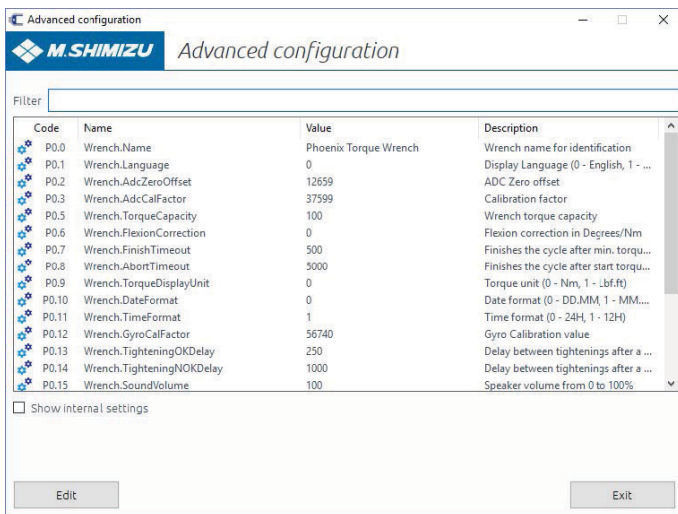 Advanced configuration
M.SHIMIZU Advanced configuration
Filter
Code Name Value Description
P0.0 Wrench.Name Phoenix Torque Wrench Wrench name for identification
P0.1 Wrench.Language 0 Display Language (0 - English, 1 - ...
P0.2 Wrench.AdcZeroOffset 12659 ADC Zero offset
P0.3 Wrench.AdcCalFactor 37599 Calibration factor
P0.5 Wrench.TorqueCapacity 100 Wrench torque capacity
P0.6 Wrench.FlexionCorrection 0 Flexion correction in Degrees/Nm
P0.7 Wrench.FinishTimeout 500 Finishes the cycle after min. torqu...
P0.8 Wrench.AbortTimeout 5000 Finishes the cycle after start torqu...
P0.9 Wrench.TorqueDisplayUnit 0 Torque unit (0 - Nm, 1 - Lbf.ft)
P0.10 Wrench.DateFormat 0 Date format (0 - DD.MM, 1 - MM....
P0.11 Wrench.TimeFormat 1 Time format (0 - 24H, 1 - 12H)
P0.12 Wrench.GyroCalFactor 56740 Gyro Calibration value
P0.13 Wrench.TighteningOKDelay 250 Delay between tightenings after a ...
P0.14 Wrench.TighteningNOKDelay 1000 Delay between tightenings after a ...
P0.15 Wrench.SoundVolume 100 Speaker volume from 0 to 100%
Show internal settings
Edit Exit